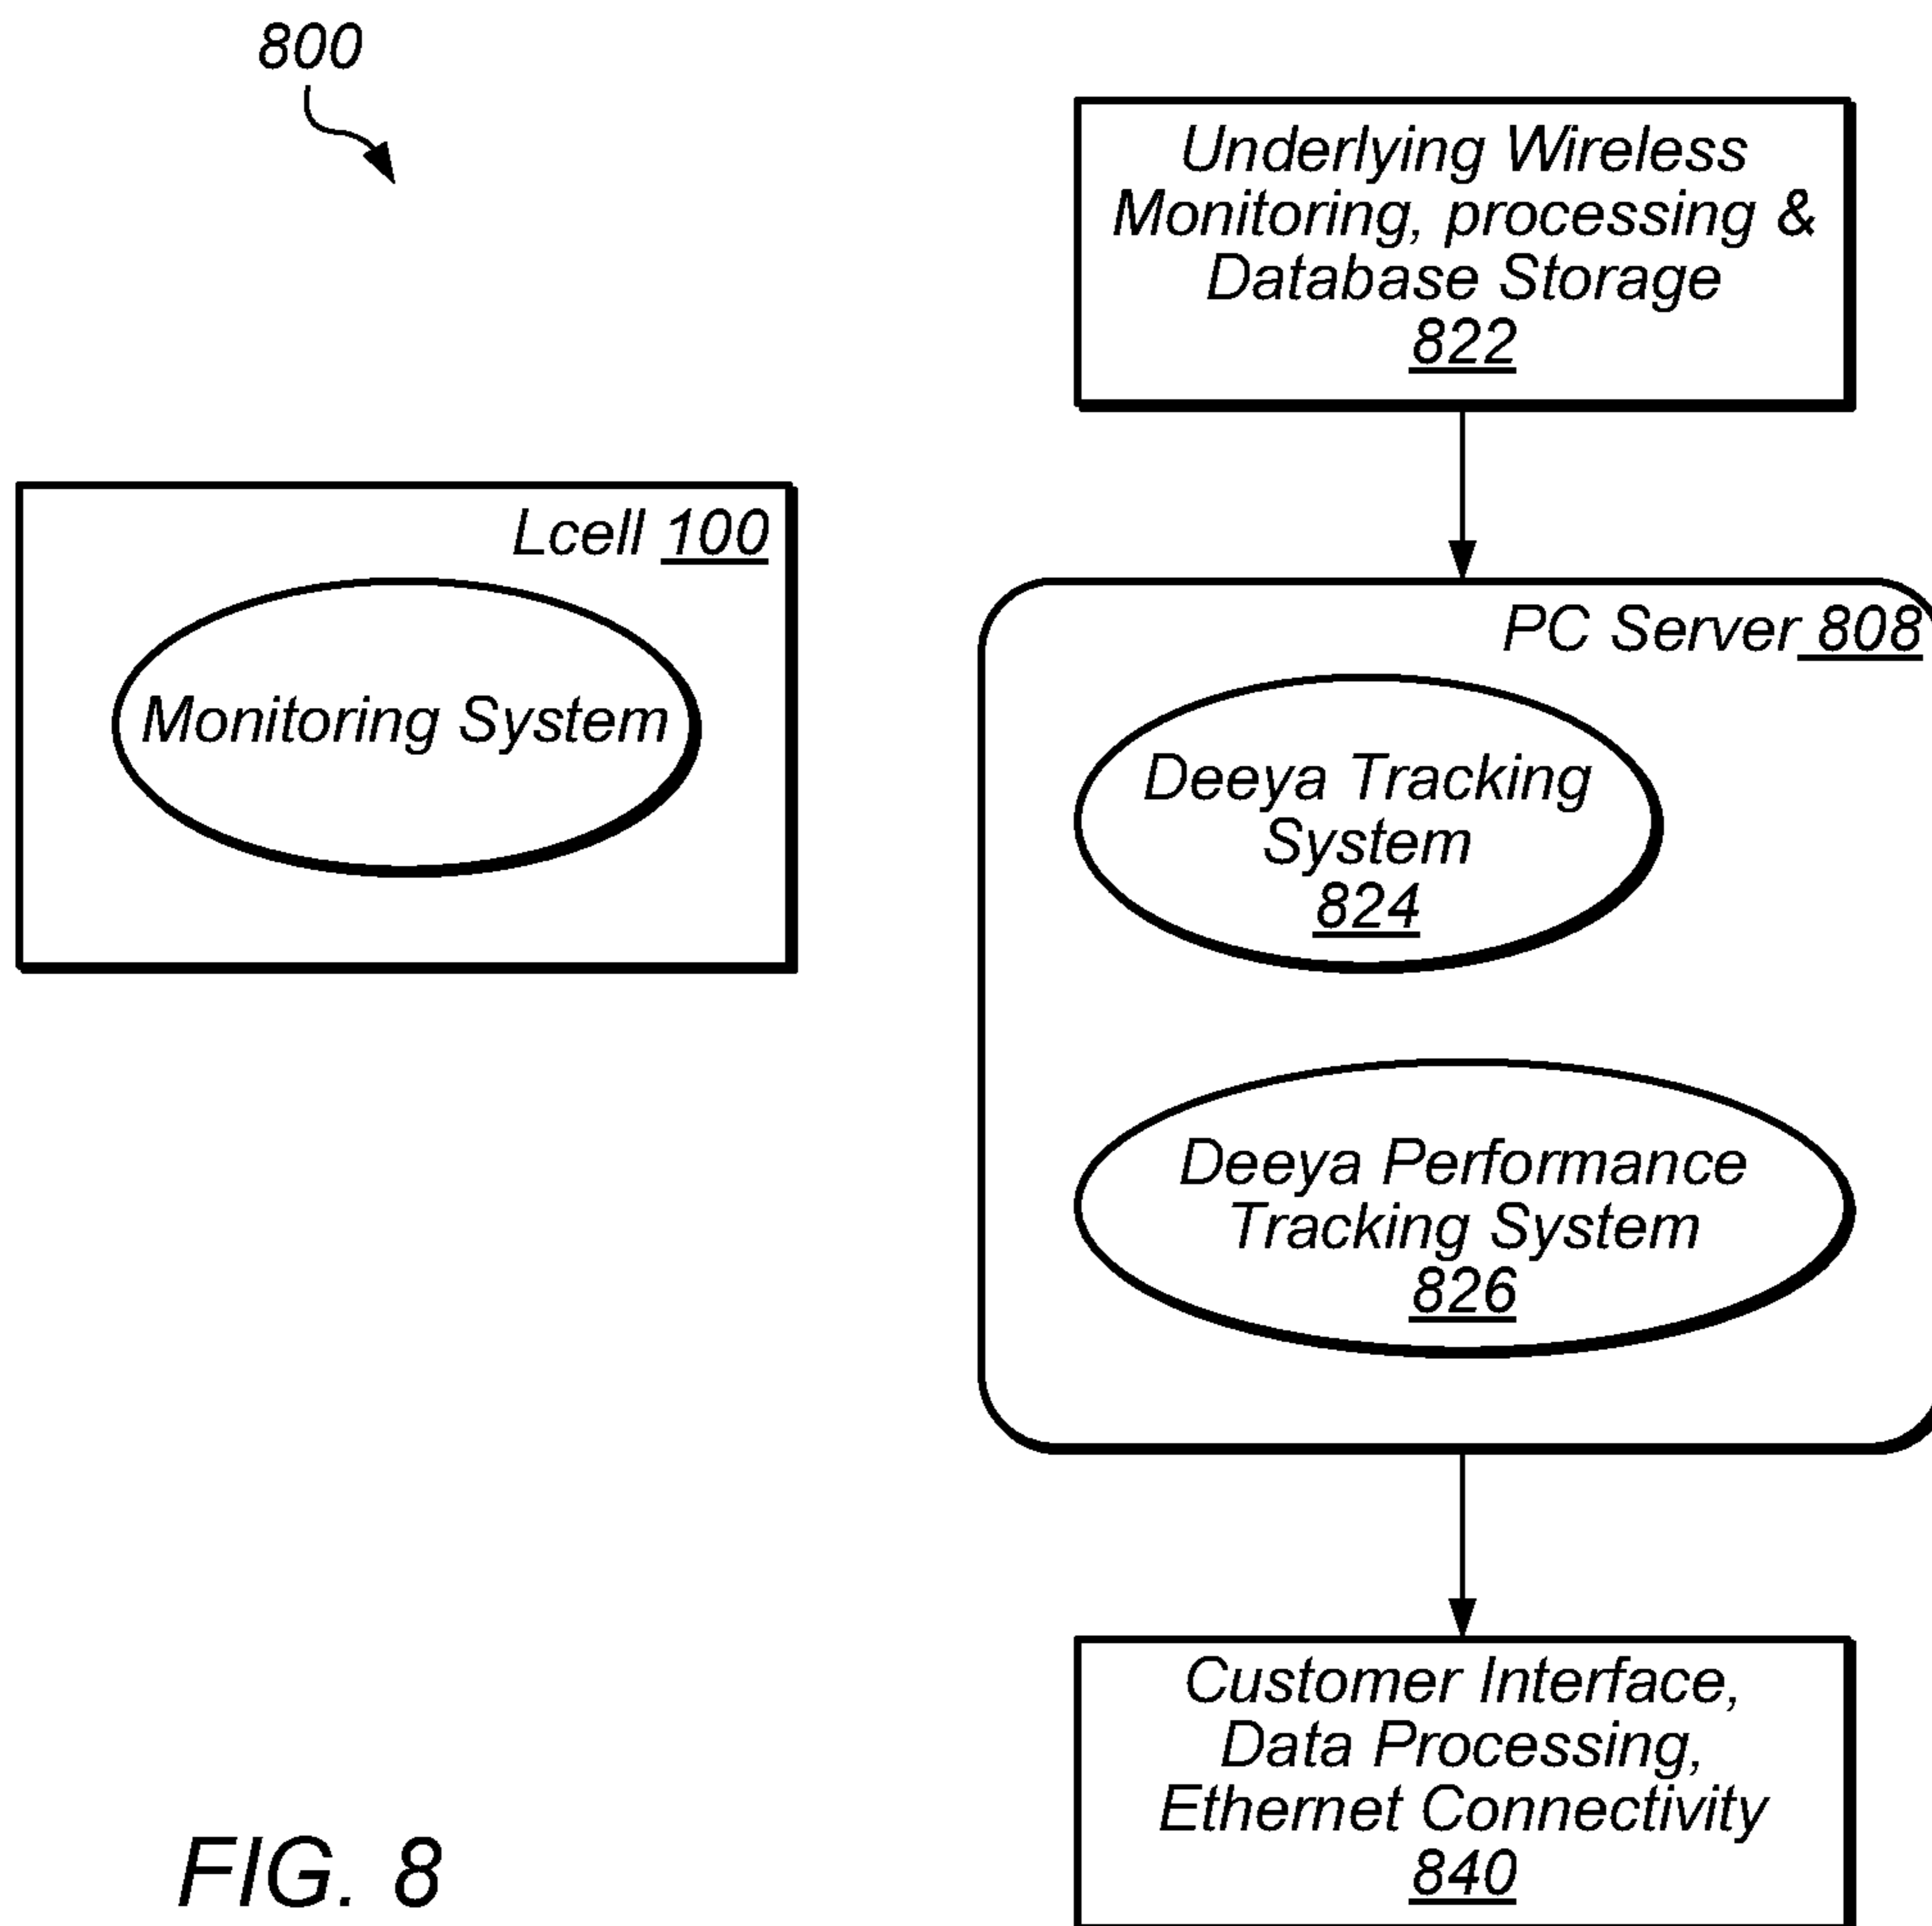 800
Underlying Wireless
Monitoring, processing &
Database Storage
822
Lcell 100
Monitoring System
PC Server 808
Deeya Tracking
System
824
Deeya Performance
Tracking System
826
Customer Interface,
Data Processing,
Ethernet Connectivity
840
FIG. 8